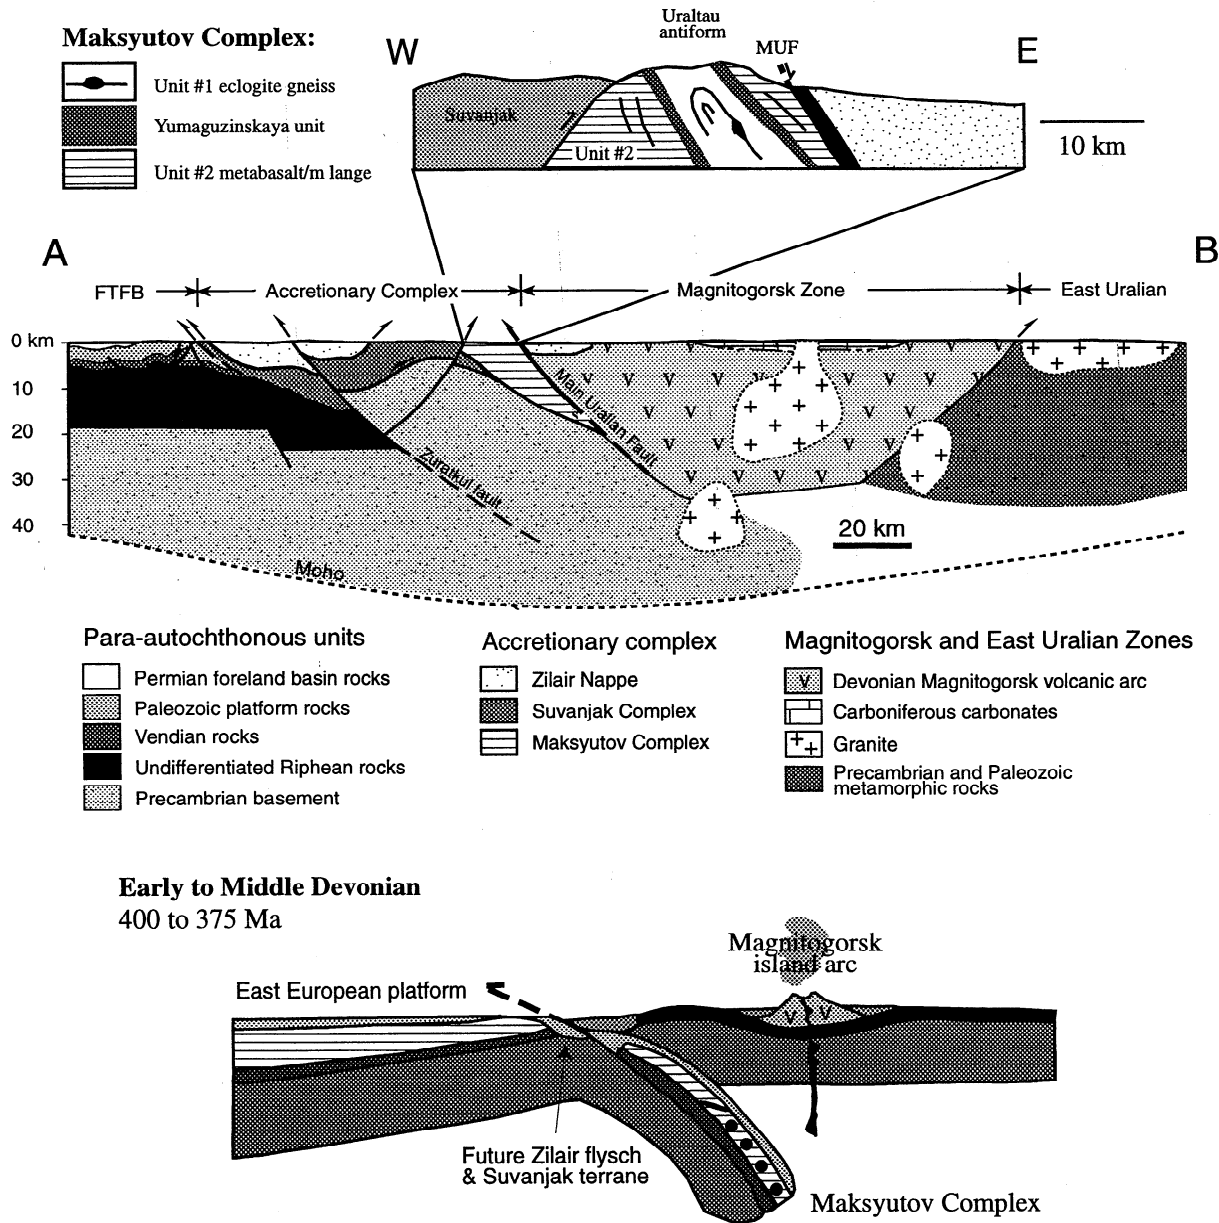 Maksyutov Complex:
Unit #1 eclogite gneiss
Yumaguzinskaya unit
Unit #2 metabasalt/m lange
W
Uraltau
antiform
MUF
E
Suvanjak
Unit #2
10 km
A
B
FTFB
Accretionary Complex
Magnitogorsk Zone
East Uralian
0 km
10
20
30
40
Main Uralian Fault
Zuratkul fault
Moho
20 km
Para-autochthonous units
Permian foreland basin rocks
Paleozoic platform rocks
Vendian rocks
Undifferentiated Riphean rocks
Precambrian basement
Accretionary complex
Zilair Nappe
Suvanjak Complex
Maksyutov Complex
Magnitogorsk and East Uralian Zones
Devonian Magnitogorsk volcanic arc
Carboniferous carbonates
Granite
Precambrian and Paleozoic
metamorphic rocks
Early to Middle Devonian
400 to 375 Ma
Magnitogorsk
island arc
East European platform
Future Zilair flysch
& Suvanjak terrane
Maksyutov Complex